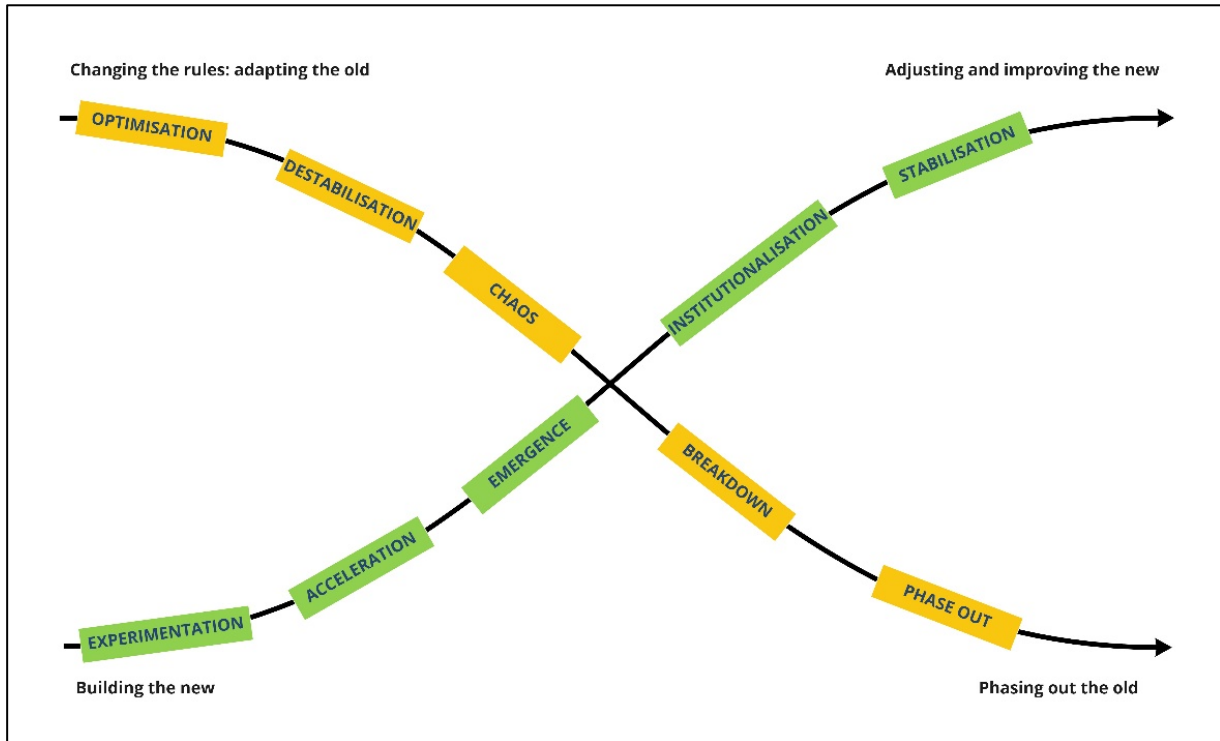 Changing the rules: adapting the old
Adjusting and improving the new
OPTIMISATION
DESTABILISATION
CHAOS
BREAKDOWN
PHASE OUT
EXPERIMENTATION
ACCELERATION
EMERGENCE
INSTITUTIONALISATION
STABILISATION
Building the new
Phasing out the old